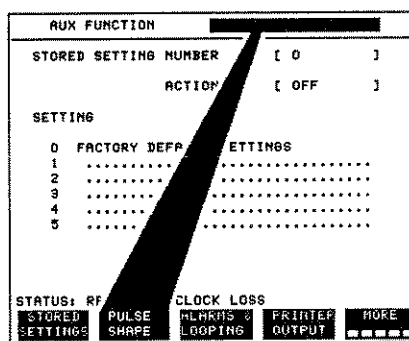 AUX FUNCTION
STORED SETTING NUMBER [ 0 ]
ACTION [ OFF ]
SETTING
0 FACTORY DEFA ETTINGS
1 ..............................
2 ..............................
3 ..............................
4 ..............................
5 ..............................
STATUS: CLOCK LOSS
STORED SETTINGS
PULSE SHAPE
ALARMS & LOOPING
PRINTER OUTPUT
MORE